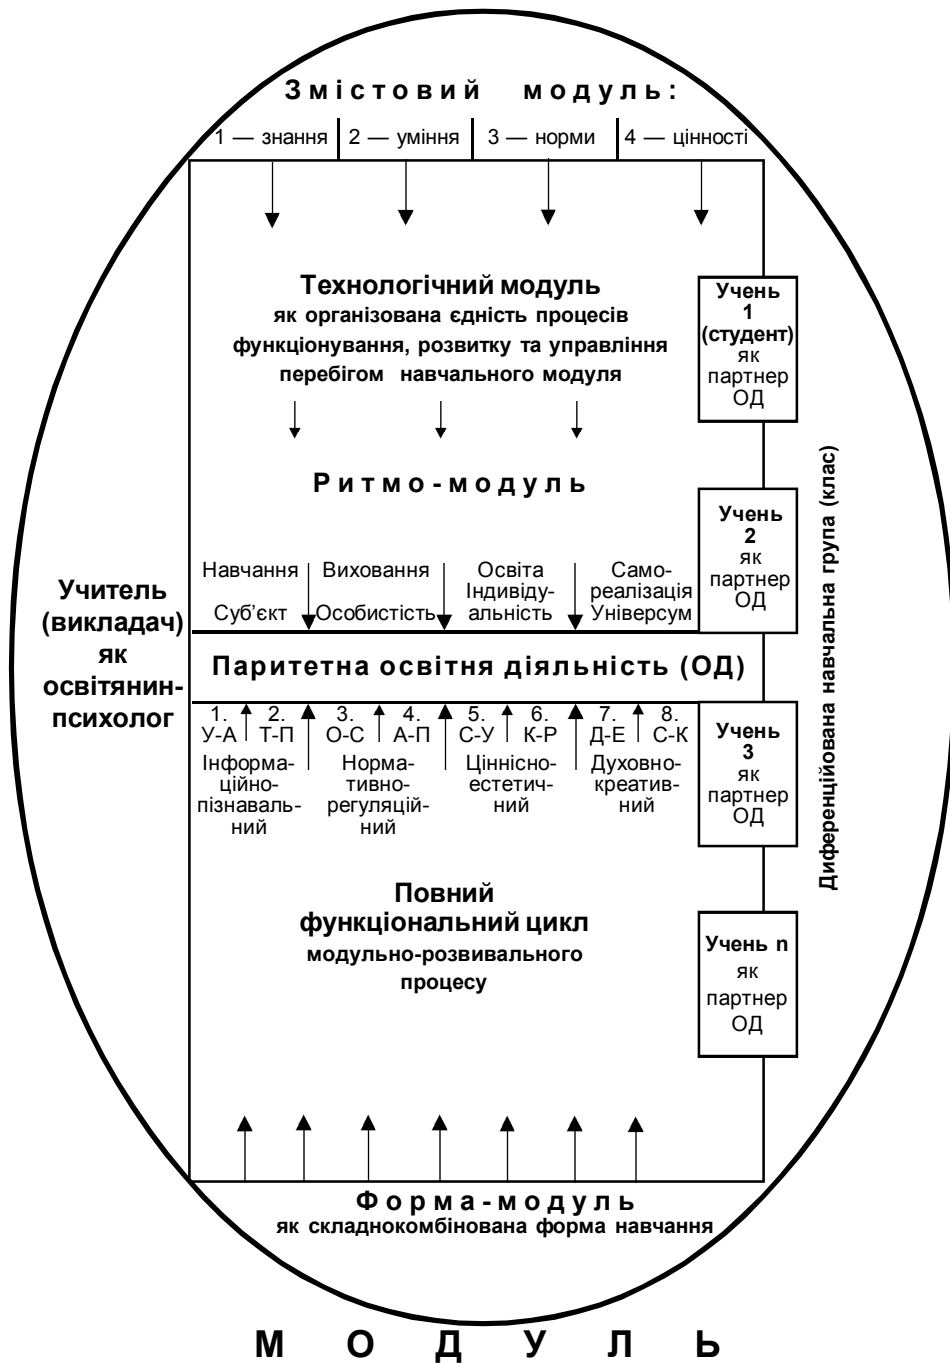 Змістовий модуль:
1 — знання 2 — уміння 3 — норми 4 — цінності
Технологічний модуль
як організована єдність процесів
функціонування, розвитку та управління
перебігом навчального модуля
Учень
1
(студент)
як
партнер
ОД
Ритмо-модуль
Учень
2
як
партнер
ОД
Диференційована навчальна група (клас)
Учитель
(викладач)
як
освітянин-
психолог
Навчання
Суб’єкт
Виховання
Особистість
Освіта
Індивіду-
альність
Само-
реалізація
Універсум
Паритетна освітня діяльність (ОД)
1. 2. 3. 4. 5. 6. 7. 8.
У-А Т-П О-С А-П С-У К-Р Д-Е С-К
Інформа-
ційно-
пізнаваль-
ний
Норма-
тивно-
регуляцій-
ний
Ціннісно-
естетич-
ний
Духовно-
креатив-
ний
Учень
3
як
партнер
ОД
Повний
функціональний цикл
модульно-розвивального
процесу
Учень n
як
партнер
ОД
Форма-модуль
як складнокомбінована форма навчання
МОДУЛЬ